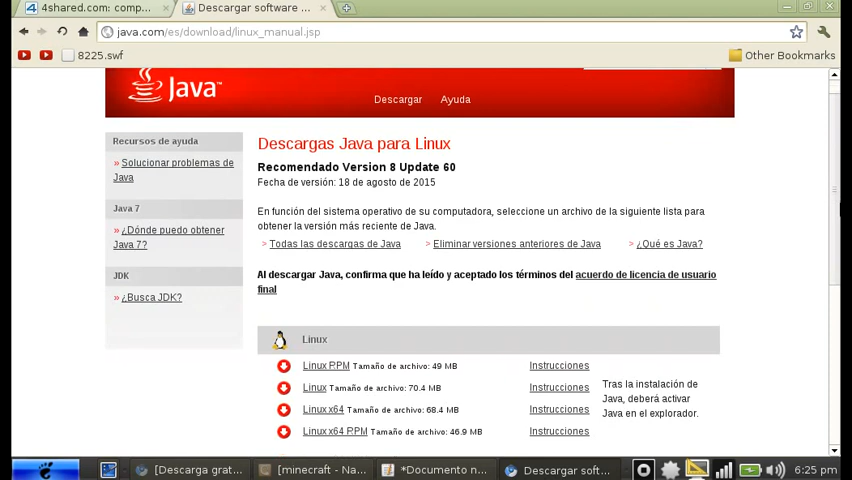 4shared.com: comp...
Descargar software ...
java.com/es/download/linux_manual.jsp
8225.swf
Other Bookmarks
Java™
Descargar Ayuda
Recursos de ayuda
» Solucionar problemas de
Java
Java 7
» ¿Dónde puedo obtener
Java 7?
JDK
» ¿Busca JDK?
Descargas Java para Linux
Recomendado Version 8 Update 60
Fecha de versión: 18 de agosto de 2015
En función del sistema operativo de su computadora, seleccione un archivo de la siguiente lista para
obtener la versión más reciente de Java.
> Todas las descargas de Java > Eliminar versiones anteriores de Java > ¿Qué es Java?
Al descargar Java, confirma que ha leído y aceptado los términos del acuerdo de licencia de usuario
final
Linux
Linux RPM Tamaño de archivo: 49 MB Instrucciones
Linux Tamaño de archivo: 70.4 MB Instrucciones
Linux x64 Tamaño de archivo: 68.4 MB Instrucciones
Linux x64 RPM Tamaño de archivo: 46.9 MB Instrucciones
Tras la instalación de
Java, deberá activar
Java en el explorador.
[Descarga grat... [minecraft - Na... *Documento n... Descargar soft... 6:25 pm